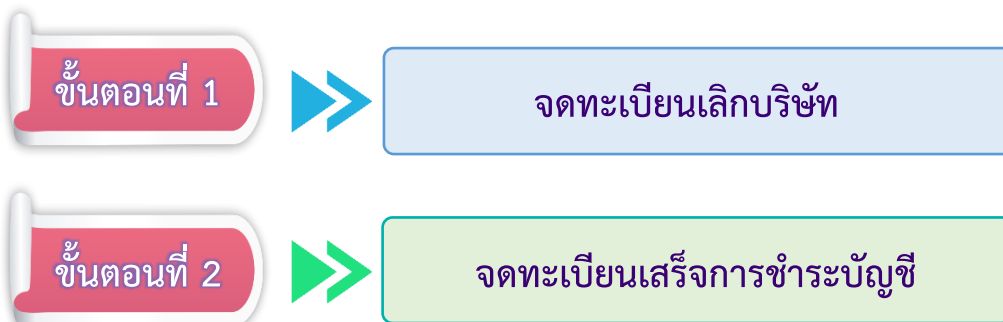 ขั้นตอนที่ 1
จดทะเบียนเลิกบริษัท
ขั้นตอนที่ 2
จดทะเบียนเสร็จการชำระบัญชี